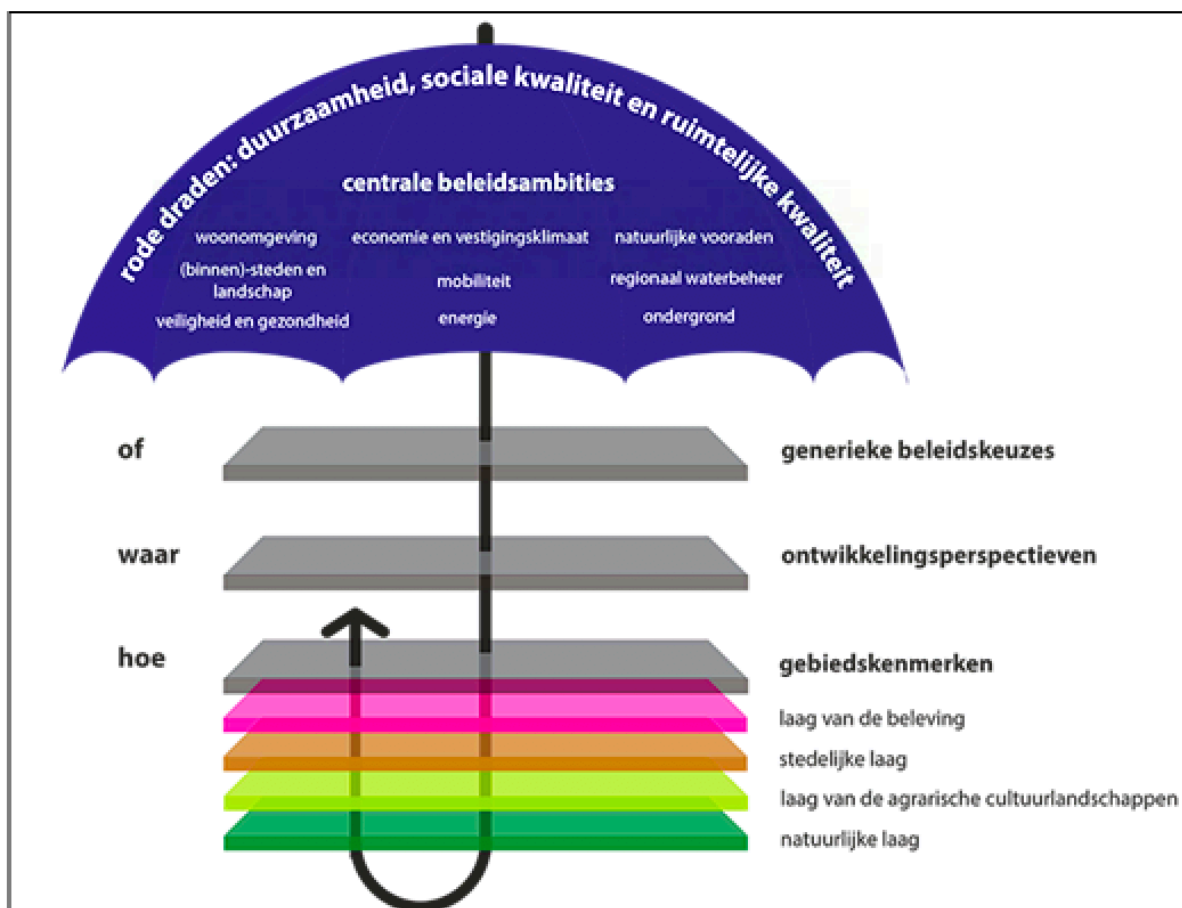 rode draden: duurzaamheid, sociale kwaliteit en ruimtelijke kwaliteit
centrale beleidsambities
woonomgeving
economie en vestigingsklimaat
natuurlijke vooraden
(binnen)-steden en
landschap
mobiliteit
regionaal waterbeheer
veiligheid en gezondheid
energie
ondergrond
of
generieke beleidskeuzes
waar
ontwikkelingsperspectieven
hoe
gebiedskenmerken
laag van de beleving
stedelijke laag
laag van de agrarische cultuurlandschappen
natuurlijke laag